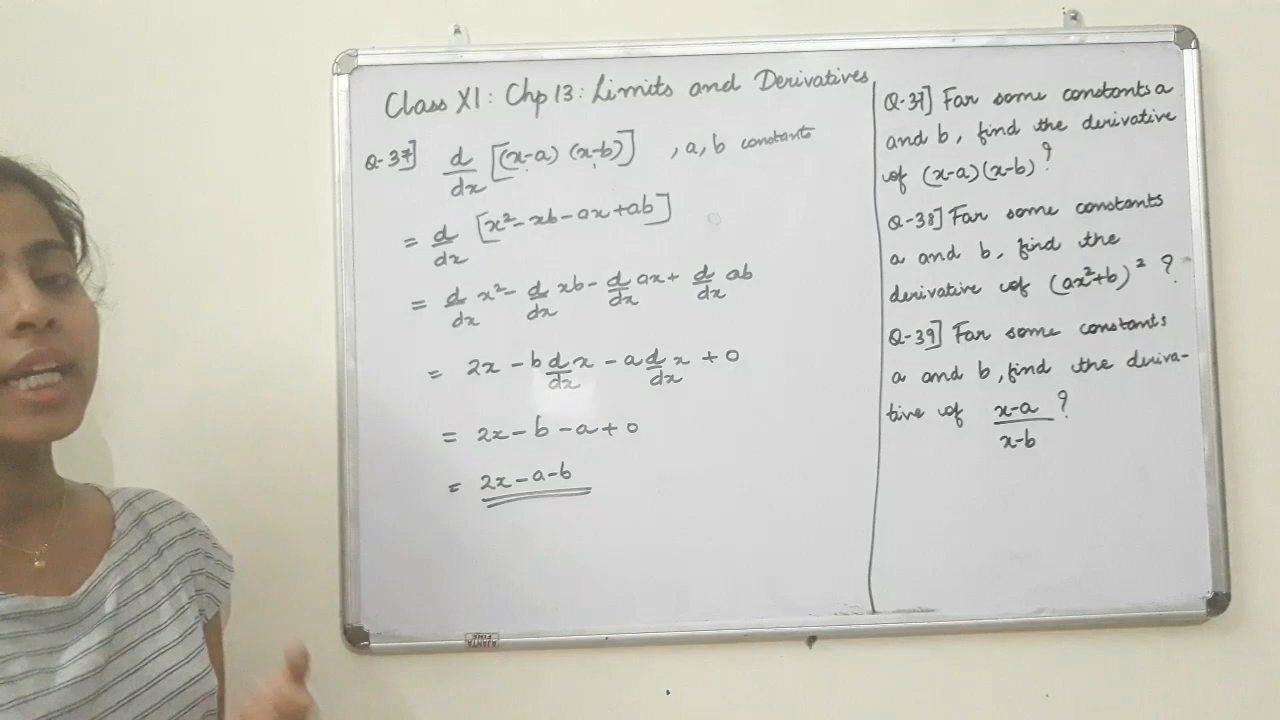 Class XI: Chp 13: Limits and Derivatives
Q-37] d/dx [(x-a) (x-b)] , a, b constants
= d/dx [x²-xb-ax+ab]
= d/dx x² - d/dx xb - d/dx ax + d/dx ab
= 2x - b d/dx x - a d/dx x + 0
= 2x - b - a + 0
= 2x - a - b
Q-37] For some constants a
and b, find the derivative
of (x-a)(x-b)?
Q-38] For some constants
a and b, find the
derivative of (ax²+b)² ?
Q-39] For some constants
a and b, find the deriva-
tive of (x-a)/(x-b) ?
AJANTA